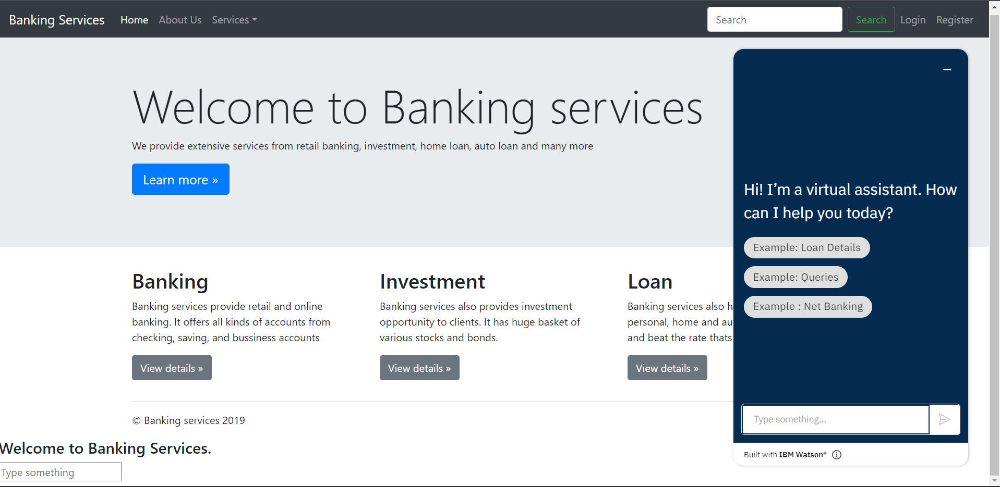 Banking Services Home About Us Services Search Search Login Register
Welcome to Banking services
We provide extensive services from retail banking, investment, home loan, auto loan and many more
Learn more »
Banking
Banking services provide retail and online
banking. It offers all kinds of accounts from
checking, saving, and bussiness accounts
View details »
Investment
Banking services also provides investment
opportunity to clients. It has huge basket of
various stocks and bonds.
View details »
Loan
Banking services also
personal, home and
and beat the rate thats
View details »
© Banking services 2019
Welcome to Banking Services.
Type something
Hi! I’m a virtual assistant. How
can I help you today?
Example: Loan Details
Example: Queries
Example : Net Banking
Type something...
Built with IBM Watson®